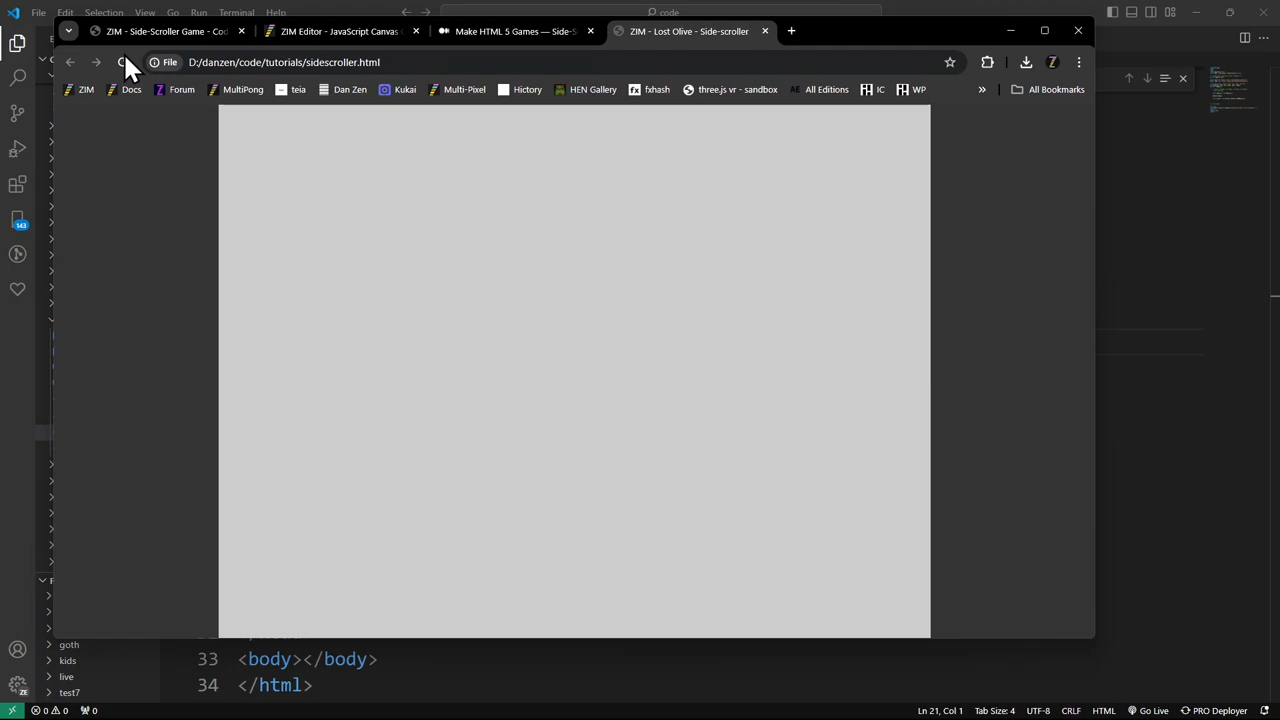 File Edit Selection View Go Run Terminal Help
code
ZIM - Side-Scroller Game - Cod
ZIM Editor - JavaScript Canvas
Make HTML 5 Games — Side-S
ZIM - Lost Olive - Side-scroller
File D:/danzen/code/tutorials/sidescroller.html
ZIM Docs Forum MultiPong teia Dan Zen Kukai Multi-Pixel HEN Gallery fxhash three.js vr - sandbox All Editions IC WP » All Bookmarks
143
goth
kids
live
test7
33 <body></body>
34 </html>
ZE
0 0 0
Ln 21, Col 1 Tab Size: 4 UTF-8 CRLF HTML Go Live PRO Deployer